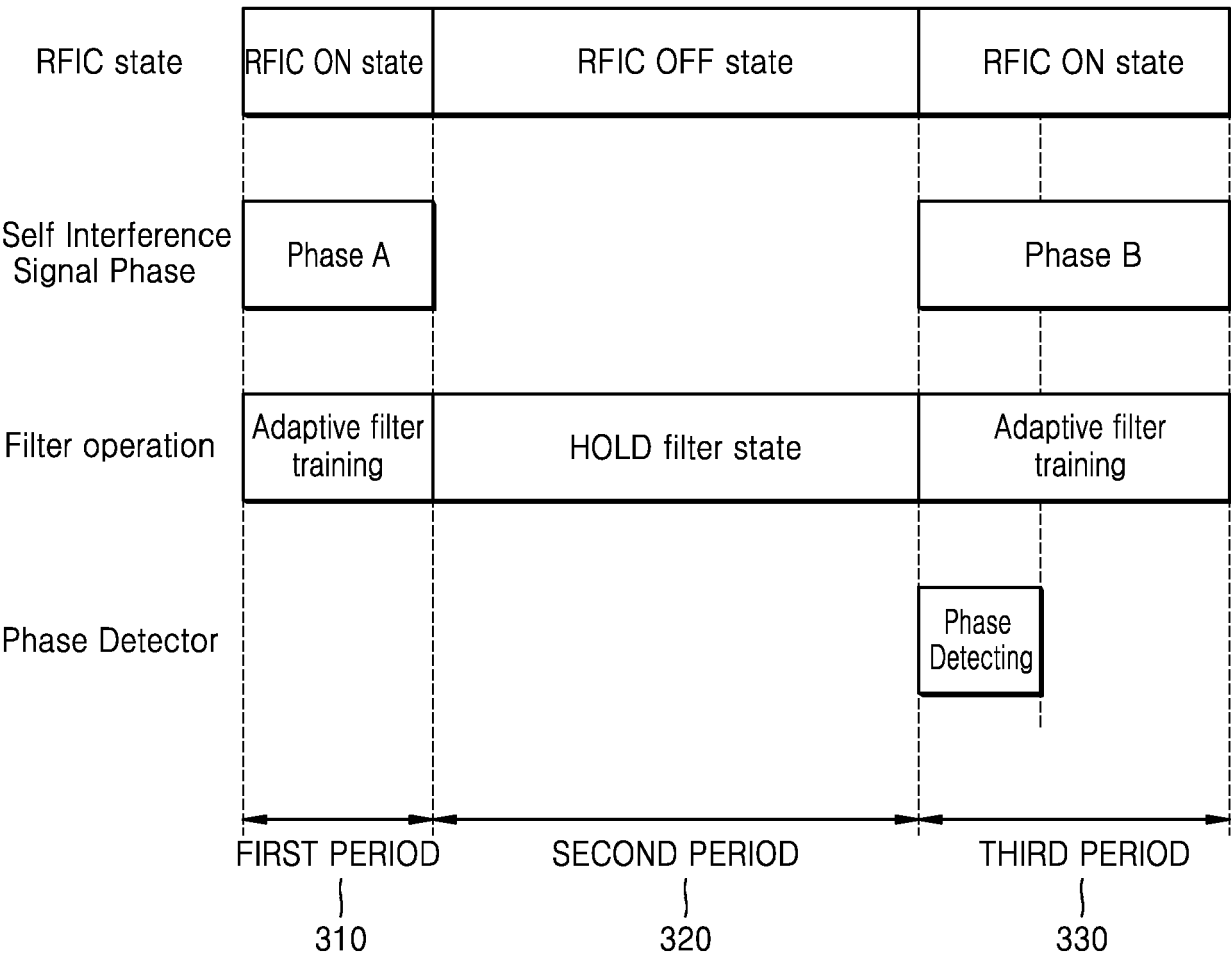 RFIC state
RFIC ON state
RFIC OFF state
RFIC ON state
Self Interference
Signal Phase
Phase A
Phase B
Filter operation
Adaptive filter
training
HOLD filter state
Adaptive filter
training
Phase Detector
Phase
Detecting
FIRST PERIOD
SECOND PERIOD
THIRD PERIOD
310
320
330